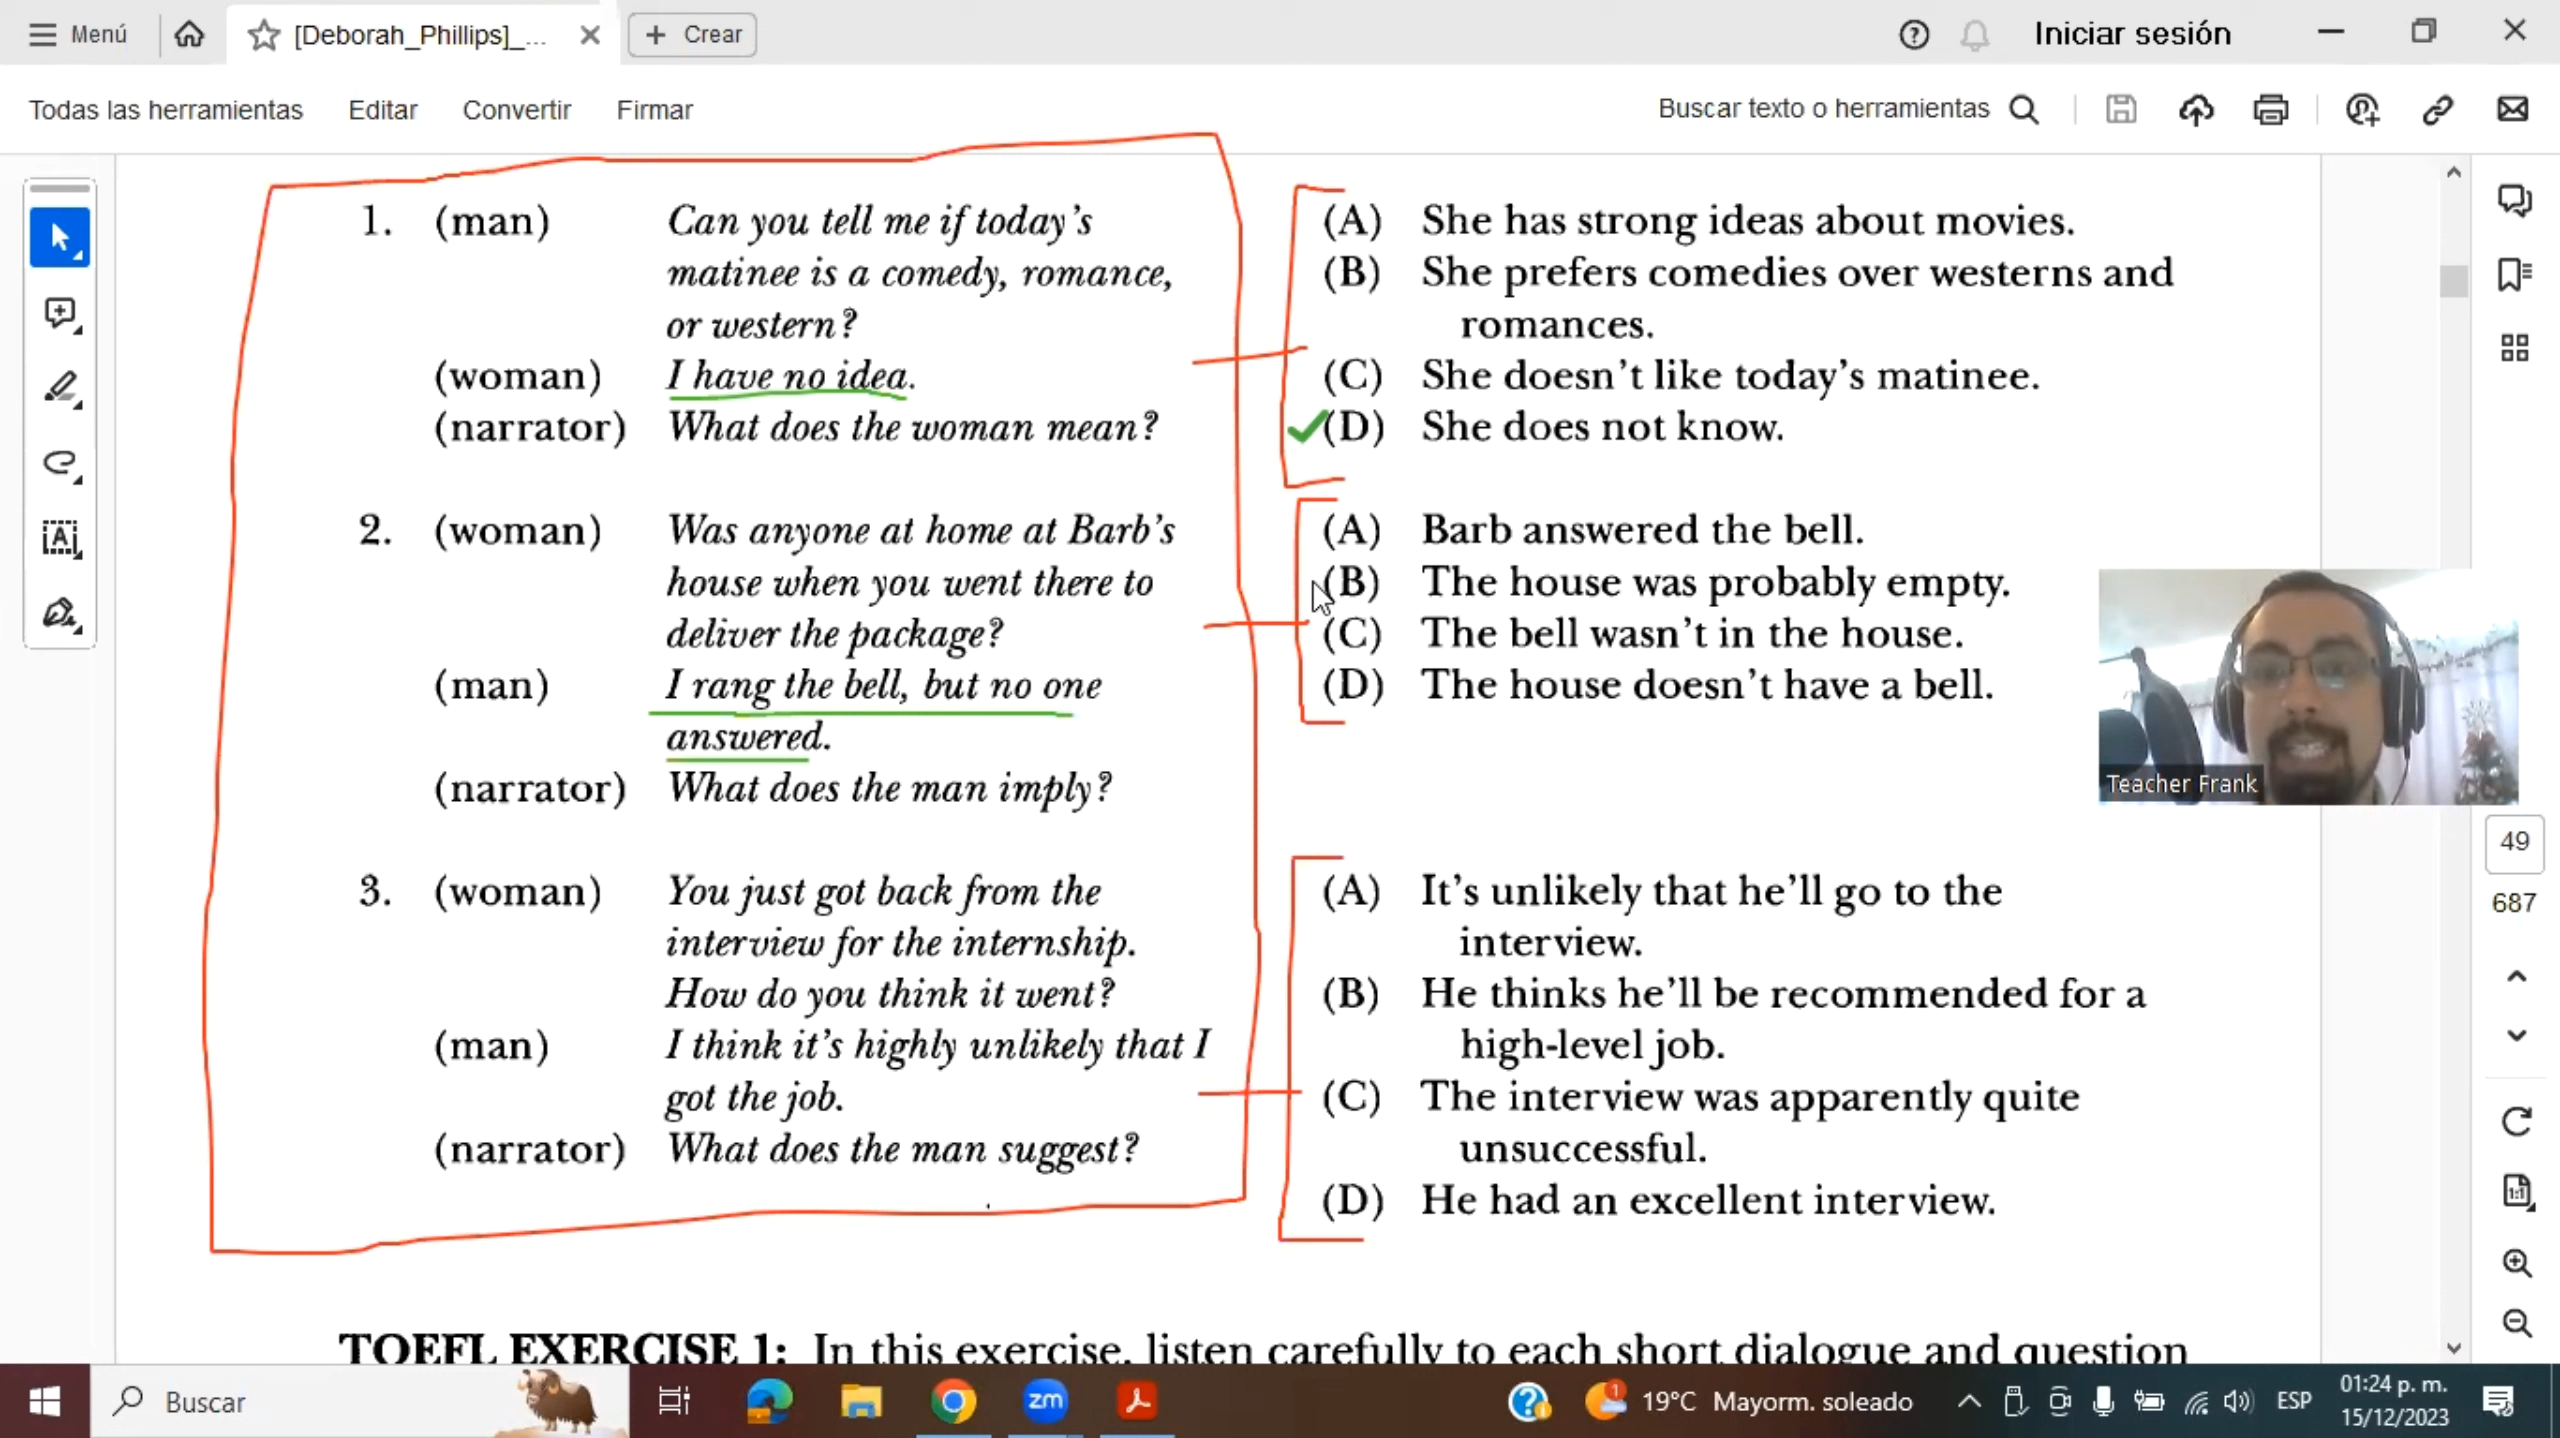 Menú
[Deborah_Phillips]_...
Crear
Iniciar sesión
Todas las herramientas Editar Convertir Firmar
Buscar texto o herramientas
1. (man) Can you tell me if today's
matinee is a comedy, romance,
or western?
(woman) I have no idea.
(narrator) What does the woman mean?
(A) She has strong ideas about movies.
(B) She prefers comedies over westerns and
romances.
(C) She doesn't like today's matinee.
(D) She does not know.
2. (woman) Was anyone at home at Barb's
house when you went there to
deliver the package?
(man) I rang the bell, but no one
answered.
(narrator) What does the man imply?
(A) Barb answered the bell.
(B) The house was probably empty.
(C) The bell wasn't in the house.
(D) The house doesn't have a bell.
Teacher Frank
3. (woman) You just got back from the
interview for the internship.
How do you think it went?
(man) I think it's highly unlikely that I
got the job.
(narrator) What does the man suggest?
(A) It's unlikely that he'll go to the
interview.
(B) He thinks he'll be recommended for a
high-level job.
(C) The interview was apparently quite
unsuccessful.
(D) He had an excellent interview.
49
687
TOEFL EXERCISE 1: In this exercise, listen carefully to each short dialogue and question
Buscar
zm
1
19°C Mayorm. soleado
ESP
01:24 p. m.
15/12/2023